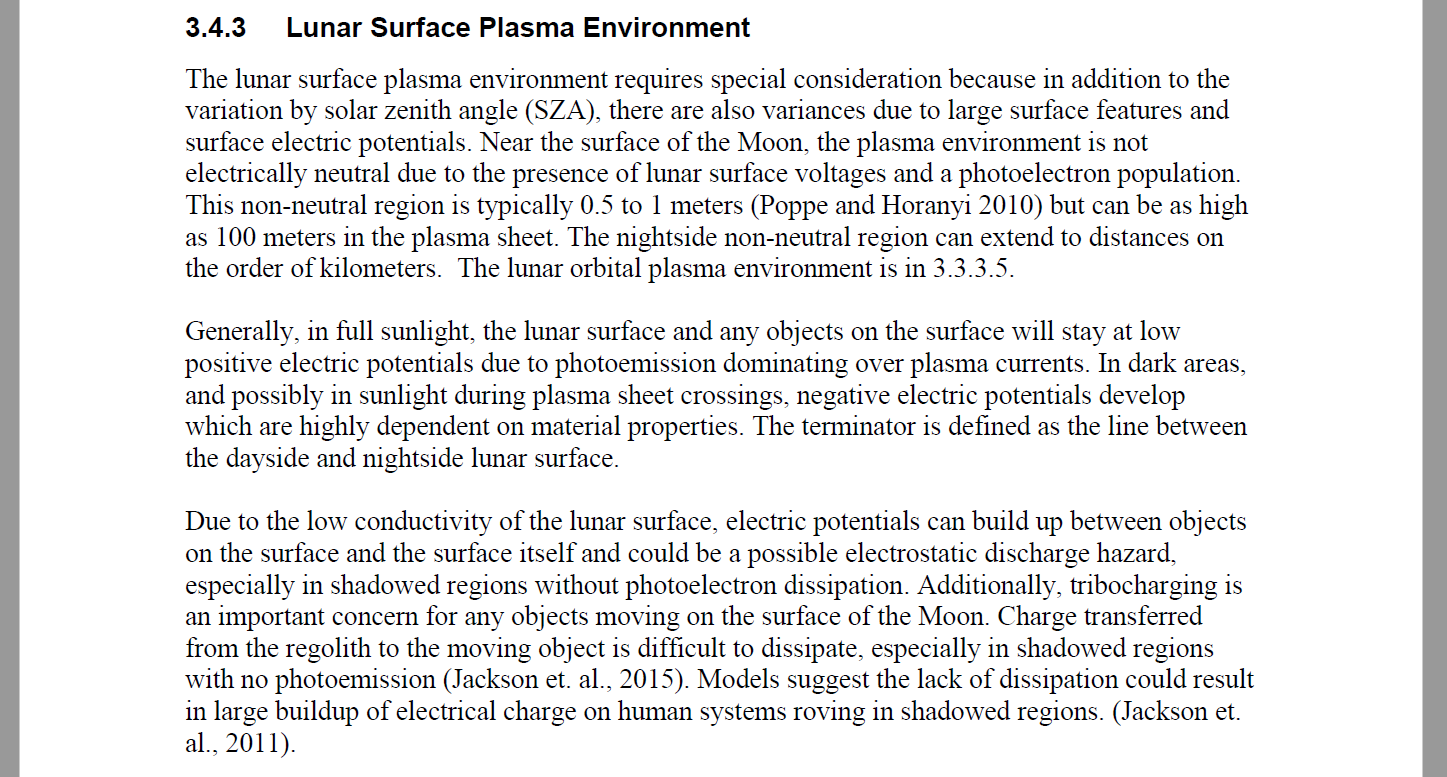 3.4.3 Lunar Surface Plasma Environment
The lunar surface plasma environment requires special consideration because in addition to the
variation by solar zenith angle (SZA), there are also variances due to large surface features and
surface electric potentials. Near the surface of the Moon, the plasma environment is not
electrically neutral due to the presence of lunar surface voltages and a photoelectron population.
This non-neutral region is typically 0.5 to 1 meters (Poppe and Horanyi 2010) but can be as high
as 100 meters in the plasma sheet. The nightside non-neutral region can extend to distances on
the order of kilometers.  The lunar orbital plasma environment is in 3.3.3.5.
Generally, in full sunlight, the lunar surface and any objects on the surface will stay at low
positive electric potentials due to photoemission dominating over plasma currents. In dark areas,
and possibly in sunlight during plasma sheet crossings, negative electric potentials develop
which are highly dependent on material properties. The terminator is defined as the line between
the dayside and nightside lunar surface.
Due to the low conductivity of the lunar surface, electric potentials can build up between objects
on the surface and the surface itself and could be a possible electrostatic discharge hazard,
especially in shadowed regions without photoelectron dissipation. Additionally, tribocharging is
an important concern for any objects moving on the surface of the Moon. Charge transferred
from the regolith to the moving object is difficult to dissipate, especially in shadowed regions
with no photoemission (Jackson et. al., 2015). Models suggest the lack of dissipation could result
in large buildup of electrical charge on human systems roving in shadowed regions. (Jackson et.
al., 2011).